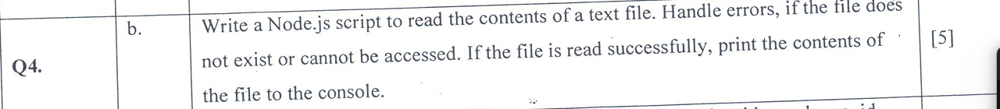 b. Write a Node.js script to read the contents of a text file. Handle errors, if the file does
Q4. not exist or cannot be accessed. If the file is read successfully, print the contents of [5]
the file to the console.